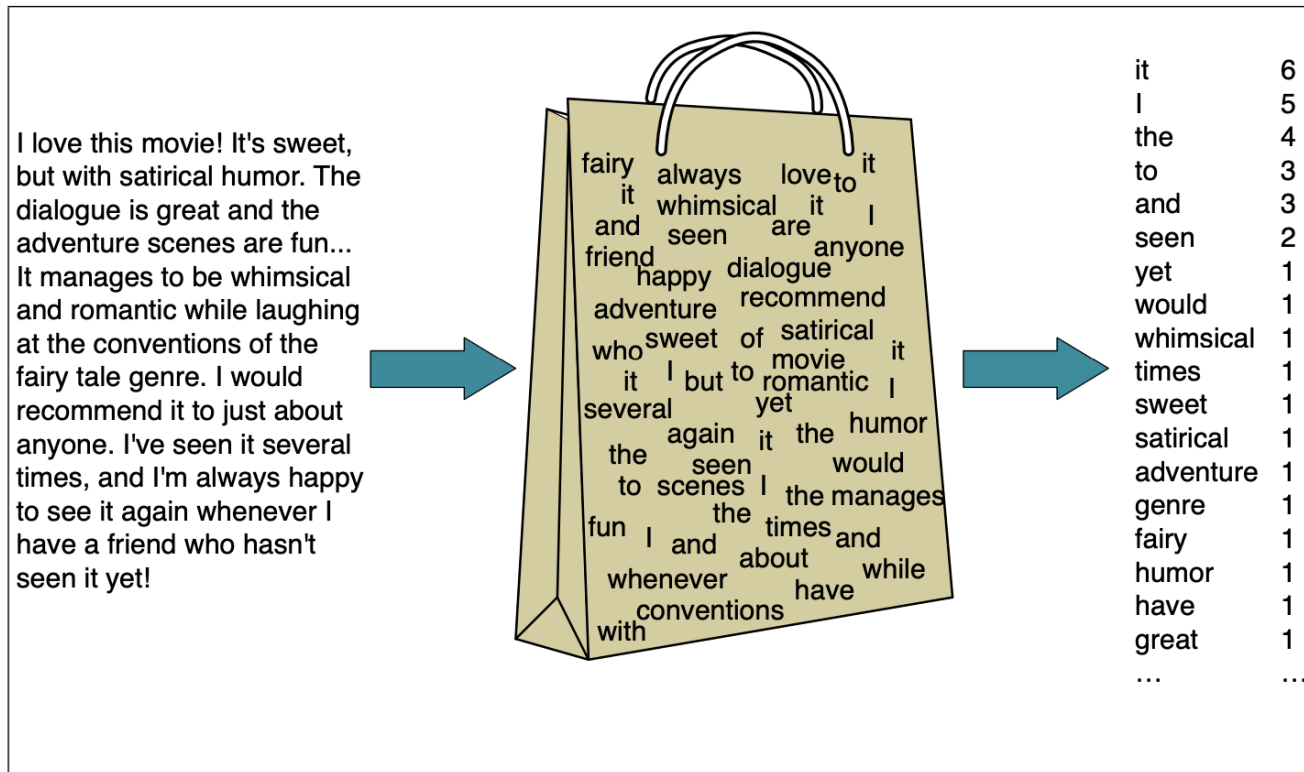 I love this movie! It's sweet,
but with satirical humor. The
dialogue is great and the
adventure scenes are fun...
It manages to be whimsical
and romantic while laughing
at the conventions of the
fairy tale genre. I would
recommend it to just about
anyone. I've seen it several
times, and I'm always happy
to see it again whenever I
have a friend who hasn't
seen it yet!
fairy always love to it
it whimsical it I
and seen are anyone
friend happy dialogue
adventure recommend
sweet of satirical
who movie it
it I but to romantic I
several yet
again it the humor
the seen would
to scenes I the manages
fun the times
I and about and
whenever have while
conventions
with
it 6
I 5
the 4
to 3
and 3
seen 2
yet 1
would 1
whimsical 1
times 1
sweet 1
satirical 1
adventure 1
genre 1
fairy 1
humor 1
have 1
great 1
… …